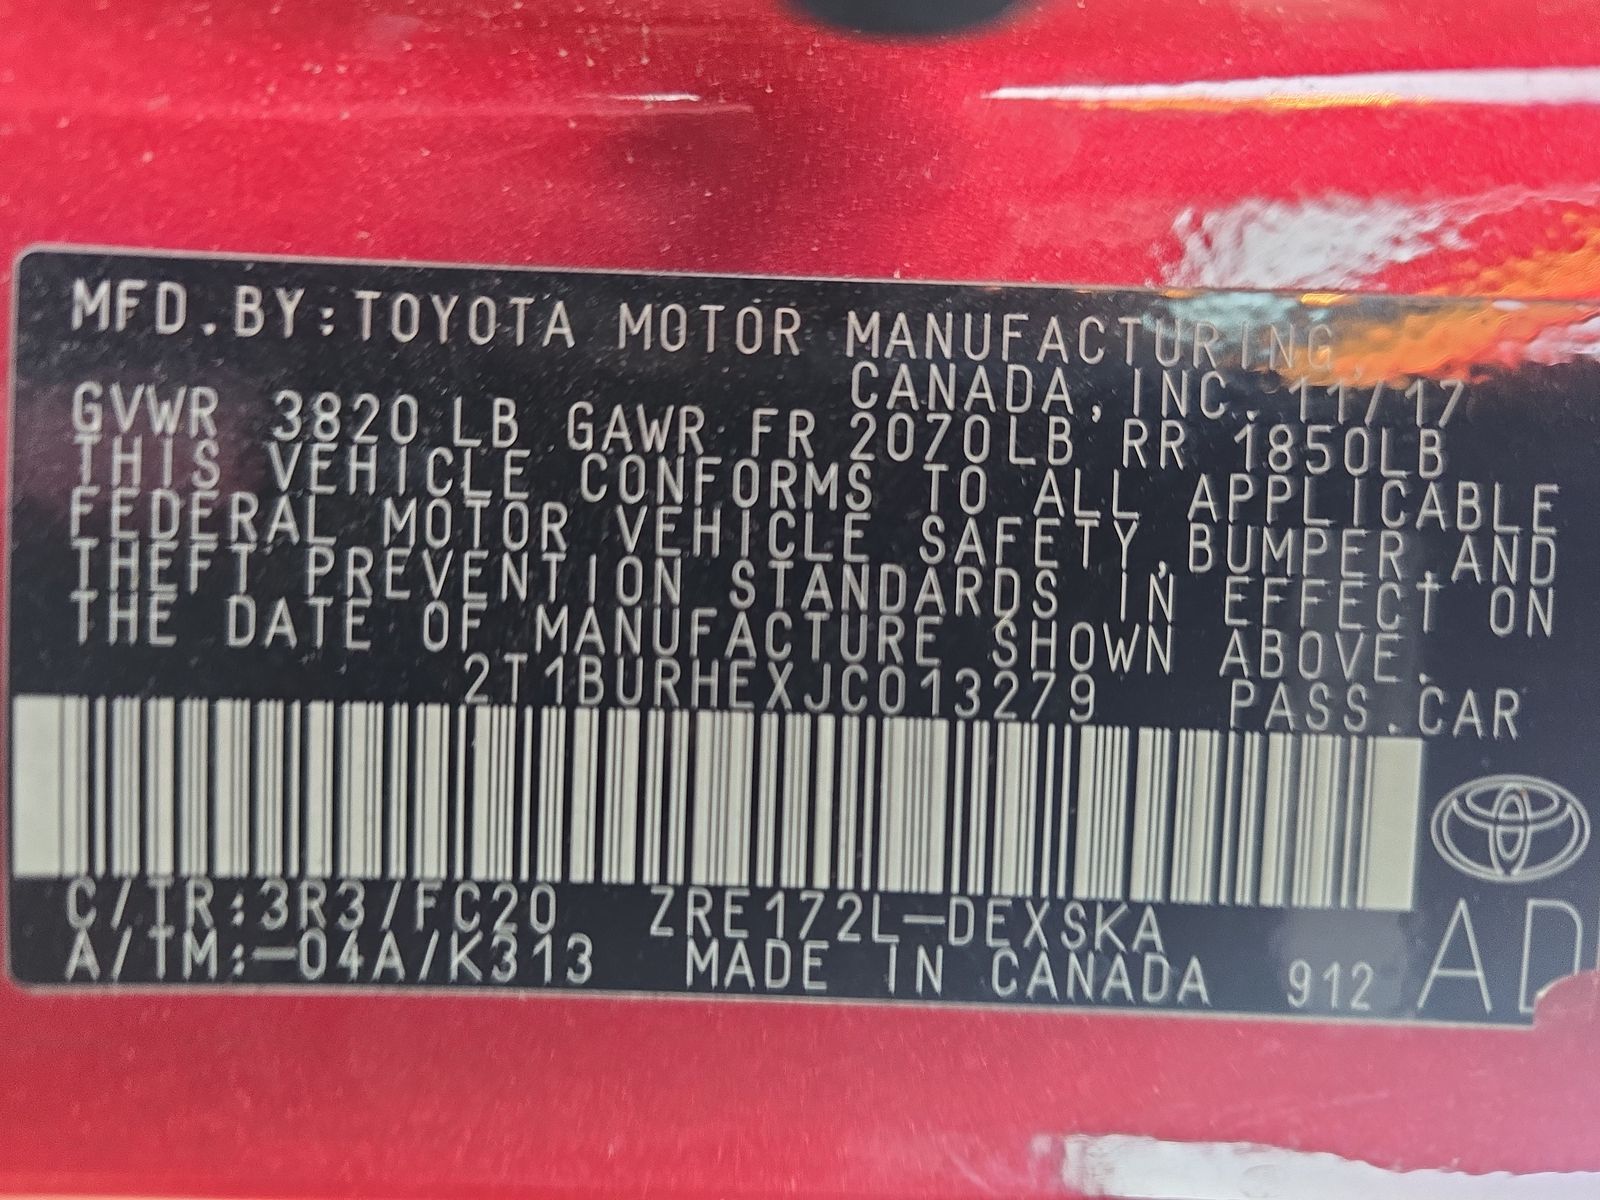 MFD.BY:TOYOTA MOTOR MANUFACTURING
CANADA, INC. 11/17
GVWR 3820 LB GAWR FR 2070LB RR 1850LB
THIS VEHICLE CONFORMS TO ALL APPLICABLE
FEDERAL MOTOR VEHICLE SAFETY,BUMPER,AND
THEFT PREVENTION STANDARDS IN EFFECT ON
THE DATE OF MANUFACTURE SHOWN ABOVE.
2T1BURHEXJC013279 PASS.CAR
C/TR:3R3/FC20 ZRE172L-DEXSKA
A/TM:-04A/K313 MADE IN CANADA 912 AD